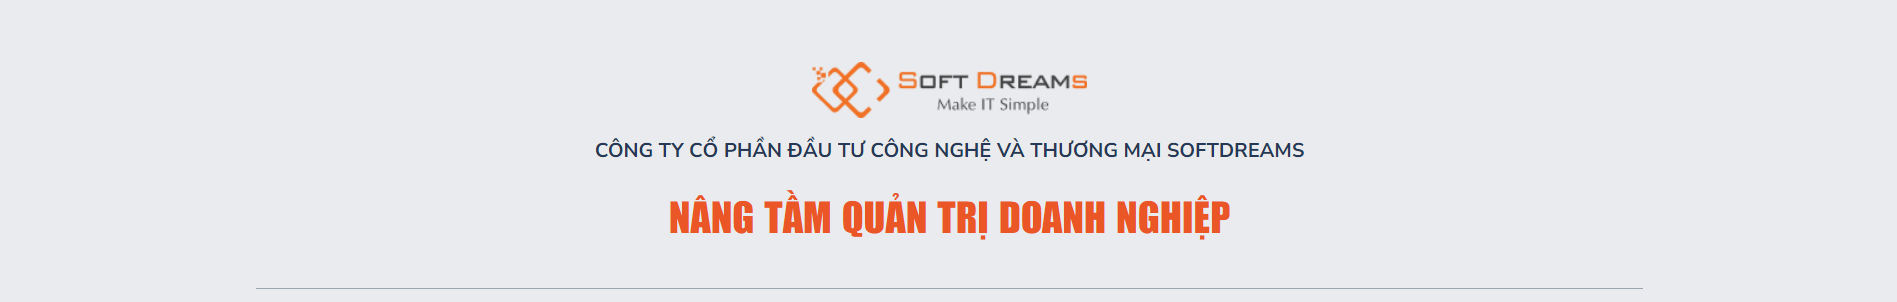 SOFT DREAMS
Make IT Simple
CÔNG TY CỔ PHẦN ĐẦU TƯ CÔNG NGHỆ VÀ THƯƠNG MẠI SOFTDREAMS
NÂNG TẦM QUẢN TRỊ DOANH NGHIỆP